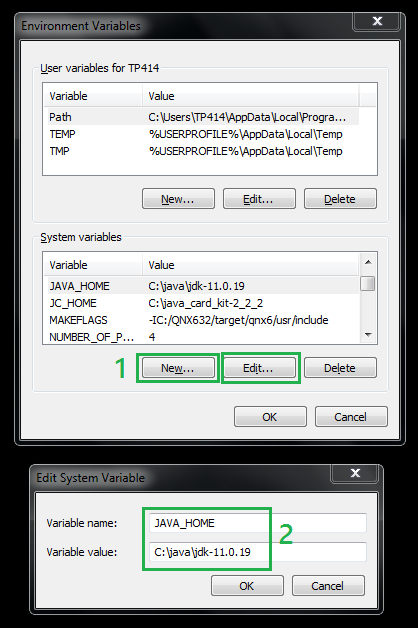 Environment Variables
X
User variables for TP414
Variable Value
Path C:\Users\TP414\AppData\Local\Progra...
TEMP %USERPROFILE%\AppData\Local\Temp
TMP %USERPROFILE%\AppData\Local\Temp
New... Edit... Delete
System variables
Variable Value
JAVA_HOME C:\java\jdk-11.0.19
JC_HOME C:\java_card_kit-2_2_2
MAKEFLAGS -IC:/QNX632/target/qnx6/usr/include
NUMBER_OF_P... 4
1 New... Edit... Delete
OK Cancel
Edit System Variable
X
Variable name: JAVA_HOME
2
Variable value: C:\java\jdk-11.0.19
OK Cancel